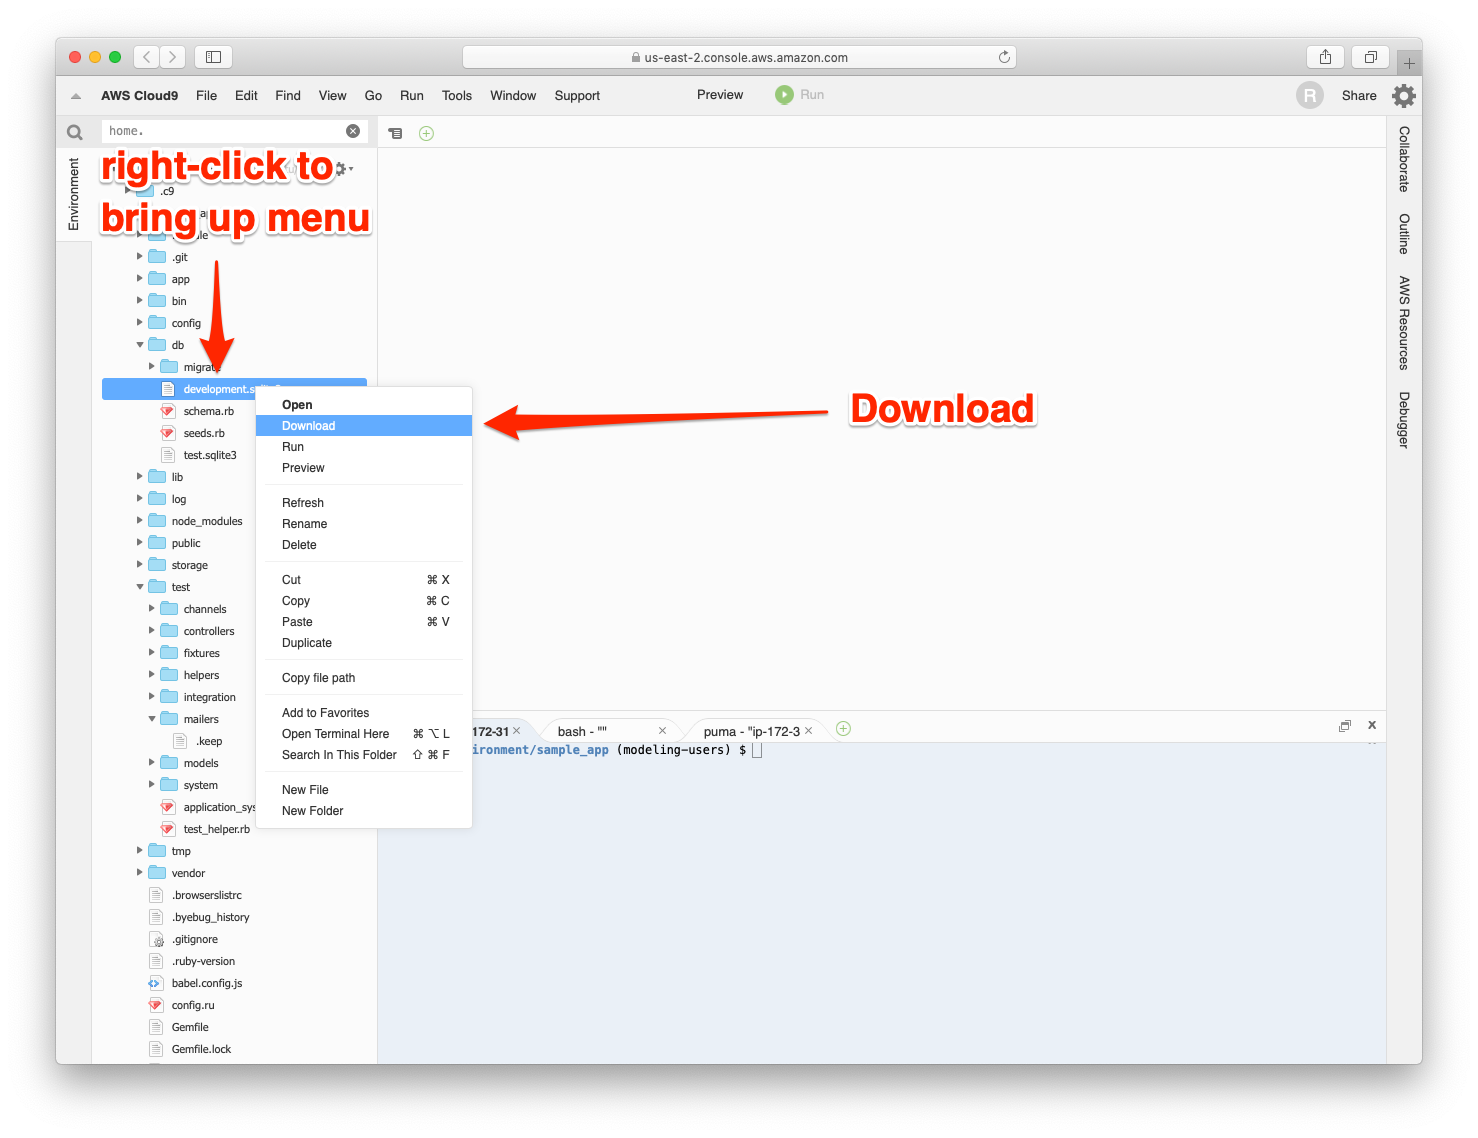 us-east-2.console.aws.amazon.com
AWS Cloud9 File Edit Find View Go Run Tools Window Support Preview Run R Share
home.
right-click to
bring up menu
Environment
Collaborate
Outline
AWS Resources
Debugger
.c9
.git
app
bin
config
db
migrate
development.sqlite3
schema.rb
seeds.rb
test.sqlite3
lib
log
node_modules
public
storage
test
channels
controllers
fixtures
helpers
integration
mailers
.keep
models
system
application_sys
test_helper.rb
tmp
vendor
.browserslistrc
.byebug_history
.gitignore
.ruby-version
babel.config.js
config.ru
Gemfile
Gemfile.lock
Open
Download
Run
Preview
Refresh
Rename
Delete
Cut ⌘ X
Copy ⌘ C
Paste ⌘ V
Duplicate
Copy file path
Add to Favorites
Open Terminal Here ⌘ ⌥ L
Search In This Folder ⇧ ⌘ F
New File
New Folder
Download
172-31 bash - "" puma - "ip-172-3
ironment/sample_app (modeling-users) $